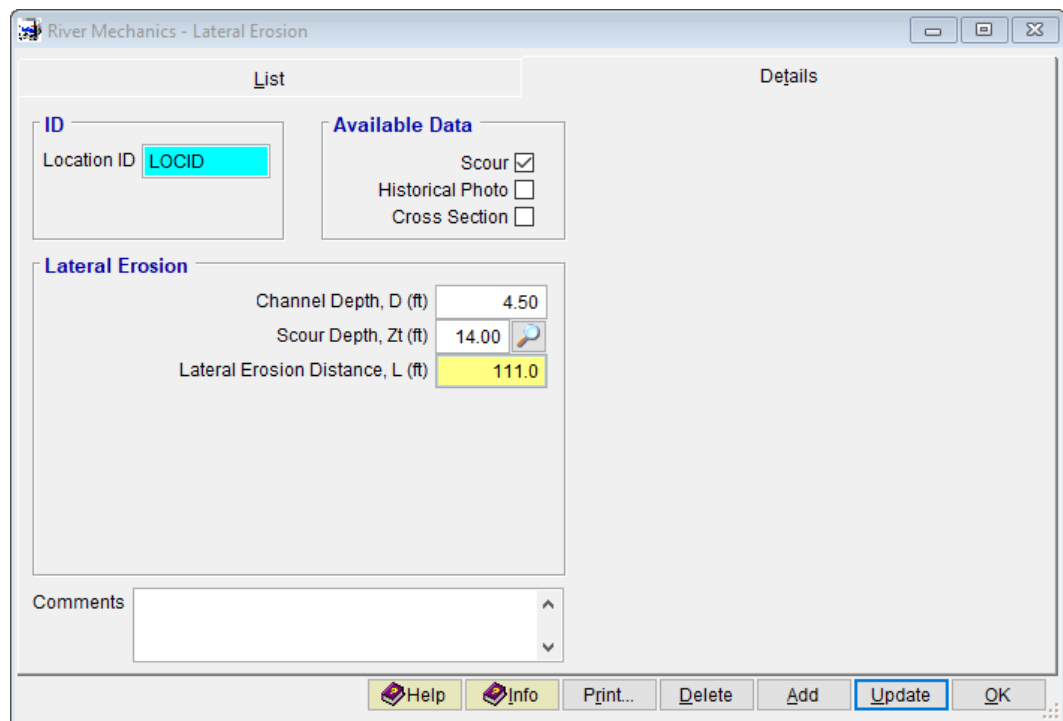 River Mechanics - Lateral Erosion
List
Details
ID
Location ID LOCID
Available Data
Scour
Historical Photo
Cross Section
Lateral Erosion
Channel Depth, D (ft) 4.50
Scour Depth, Zt (ft) 14.00
Lateral Erosion Distance, L (ft) 111.0
Comments
Help Info Print... Delete Add Update OK